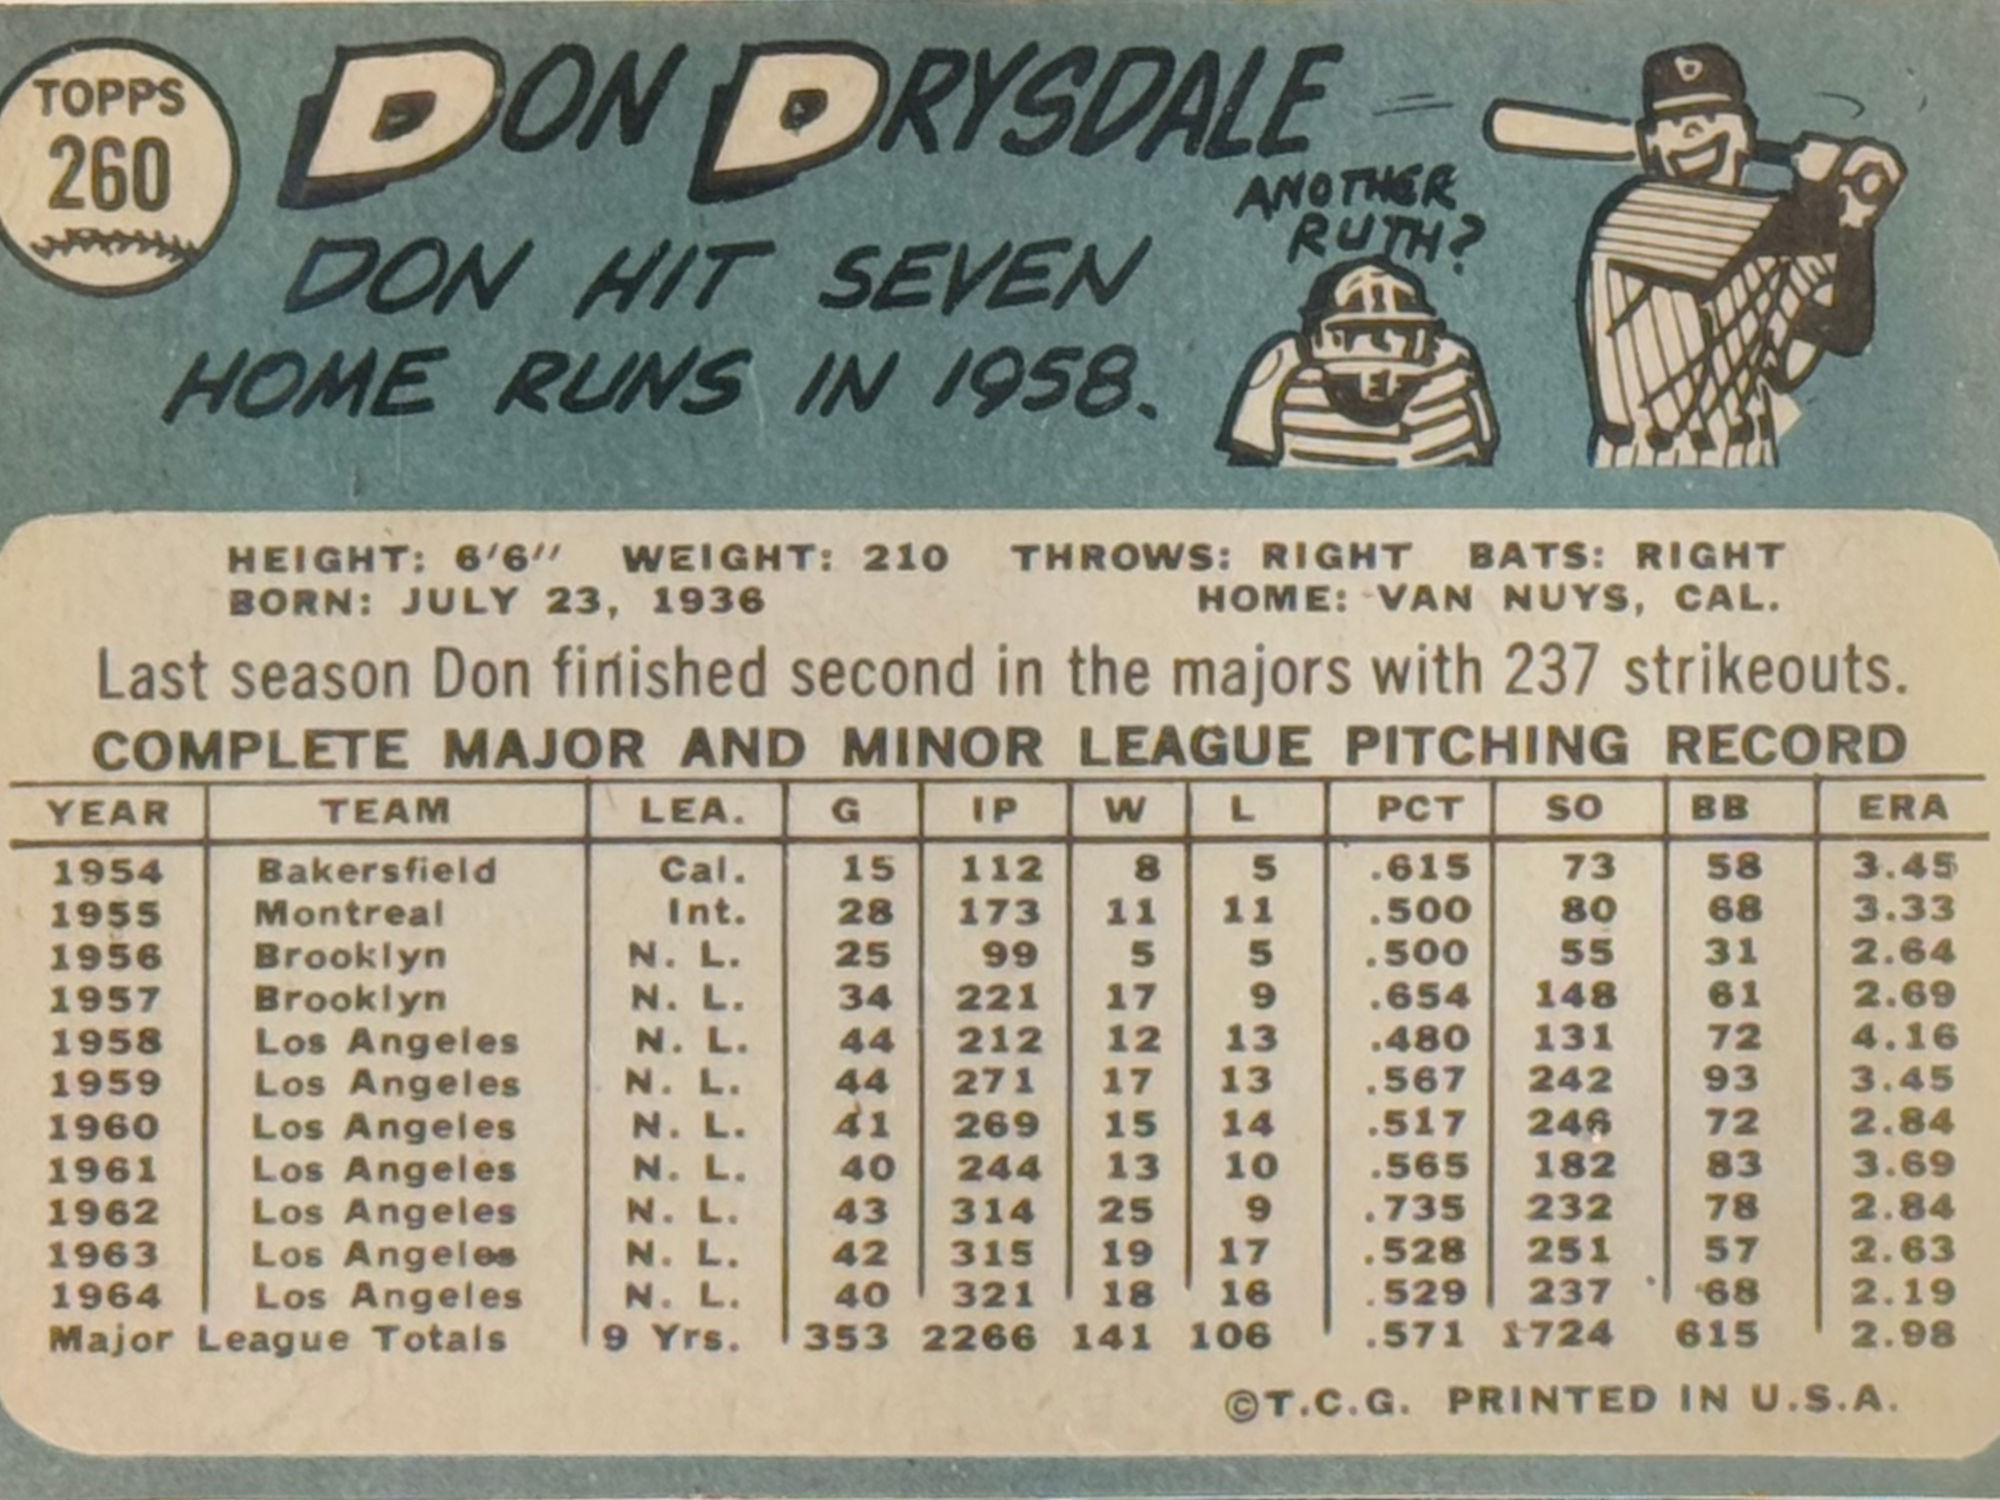 TOPPS
260
DON DRYSDALE
ANOTHER
RUTH?
DON HIT SEVEN
HOME RUNS IN 1958.
HEIGHT: 6'6" WEIGHT: 210 THROWS: RIGHT BATS: RIGHT
BORN: JULY 23, 1936 HOME: VAN NUYS, CAL.
Last season Don finished second in the majors with 237 strikeouts.
COMPLETE MAJOR AND MINOR LEAGUE PITCHING RECORD
YEAR TEAM LEA. G IP W L PCT SO BB ERA
1954 Bakersfield Cal. 15 112 8 5 .615 73 58 3.45
1955 Montreal Int. 28 173 11 11 .500 80 68 3.33
1956 Brooklyn N. L. 25 99 5 5 .500 55 31 2.64
1957 Brooklyn N. L. 34 221 17 9 .654 148 61 2.69
1958 Los Angeles N. L. 44 212 12 13 .480 131 72 4.16
1959 Los Angeles N. L. 44 271 17 13 .567 242 93 3.45
1960 Los Angeles N. L. 41 269 15 14 .517 246 72 2.84
1961 Los Angeles N. L. 40 244 13 10 .565 182 83 3.69
1962 Los Angeles N. L. 43 314 25 9 .735 232 78 2.84
1963 Los Angeles N. L. 42 315 19 17 .528 251 57 2.63
1964 Los Angeles N. L. 40 321 18 16 .529 237 68 2.19
Major League Totals 9 Yrs. 353 2266 141 106 .571 1724 615 2.98
©T.C.G. PRINTED IN U.S.A.